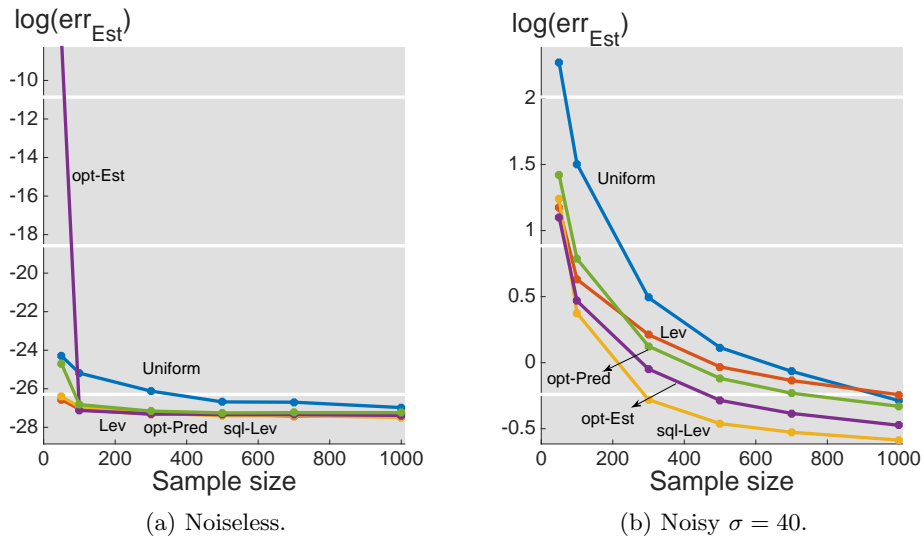 log(err_Est)
-10
-12
-14
-16
-18
-20
-22
-24
-26
-28
opt-Est
Uniform
Lev
opt-Pred
sql-Lev
0
200
400
600
800
1000
Sample size
(a) Noiseless.
log(err_Est)
2
1.5
1
0.5
0
-0.5
Uniform
Lev
opt-Pred
opt-Est
sql-Lev
0
200
400
600
800
1000
Sample size
(b) Noisy σ = 40.